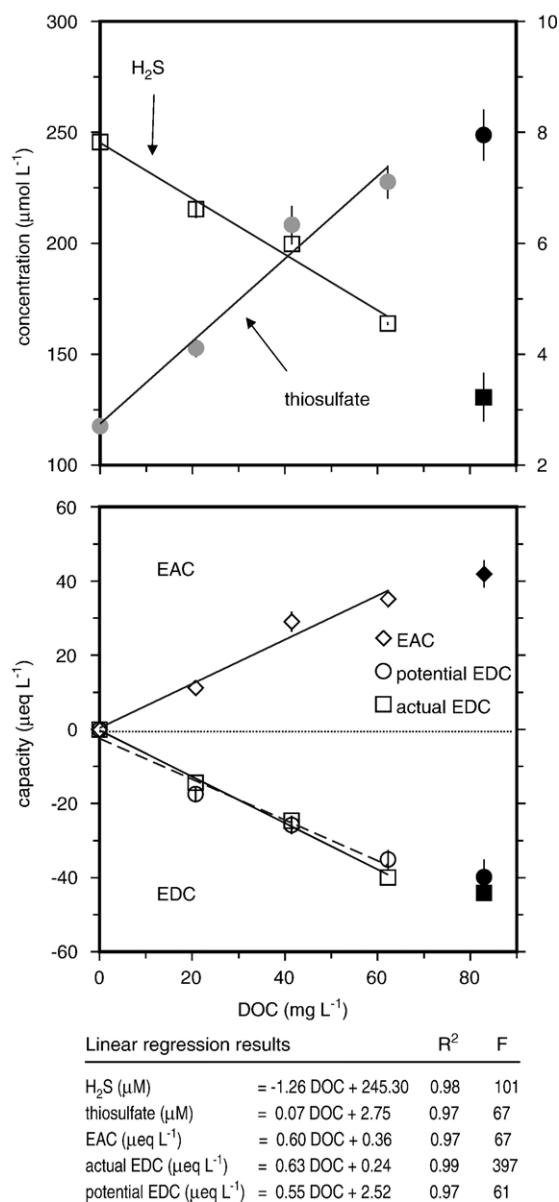 300
10
H₂S
250
8
concentration (µmol L⁻¹)
200
6
150
4
thiosulfate
100
2
60
EAC
40
20
EAC
potential EDC
actual EDC
0
capacity (µeq L⁻¹)
-20
-40
EDC
-60
0 20 40 60 80
DOC (mg L⁻¹)
Linear regression results R² F
H₂S (µM) = -1.26 DOC + 245.30 0.98 101
thiosulfate (µM) = 0.07 DOC + 2.75 0.97 67
EAC (µeq L⁻¹) = 0.60 DOC + 0.36 0.97 67
actual EDC (µeq L⁻¹) = 0.63 DOC + 0.24 0.99 397
potential EDC (µeq L⁻¹) = 0.55 DOC + 2.52 0.97 61